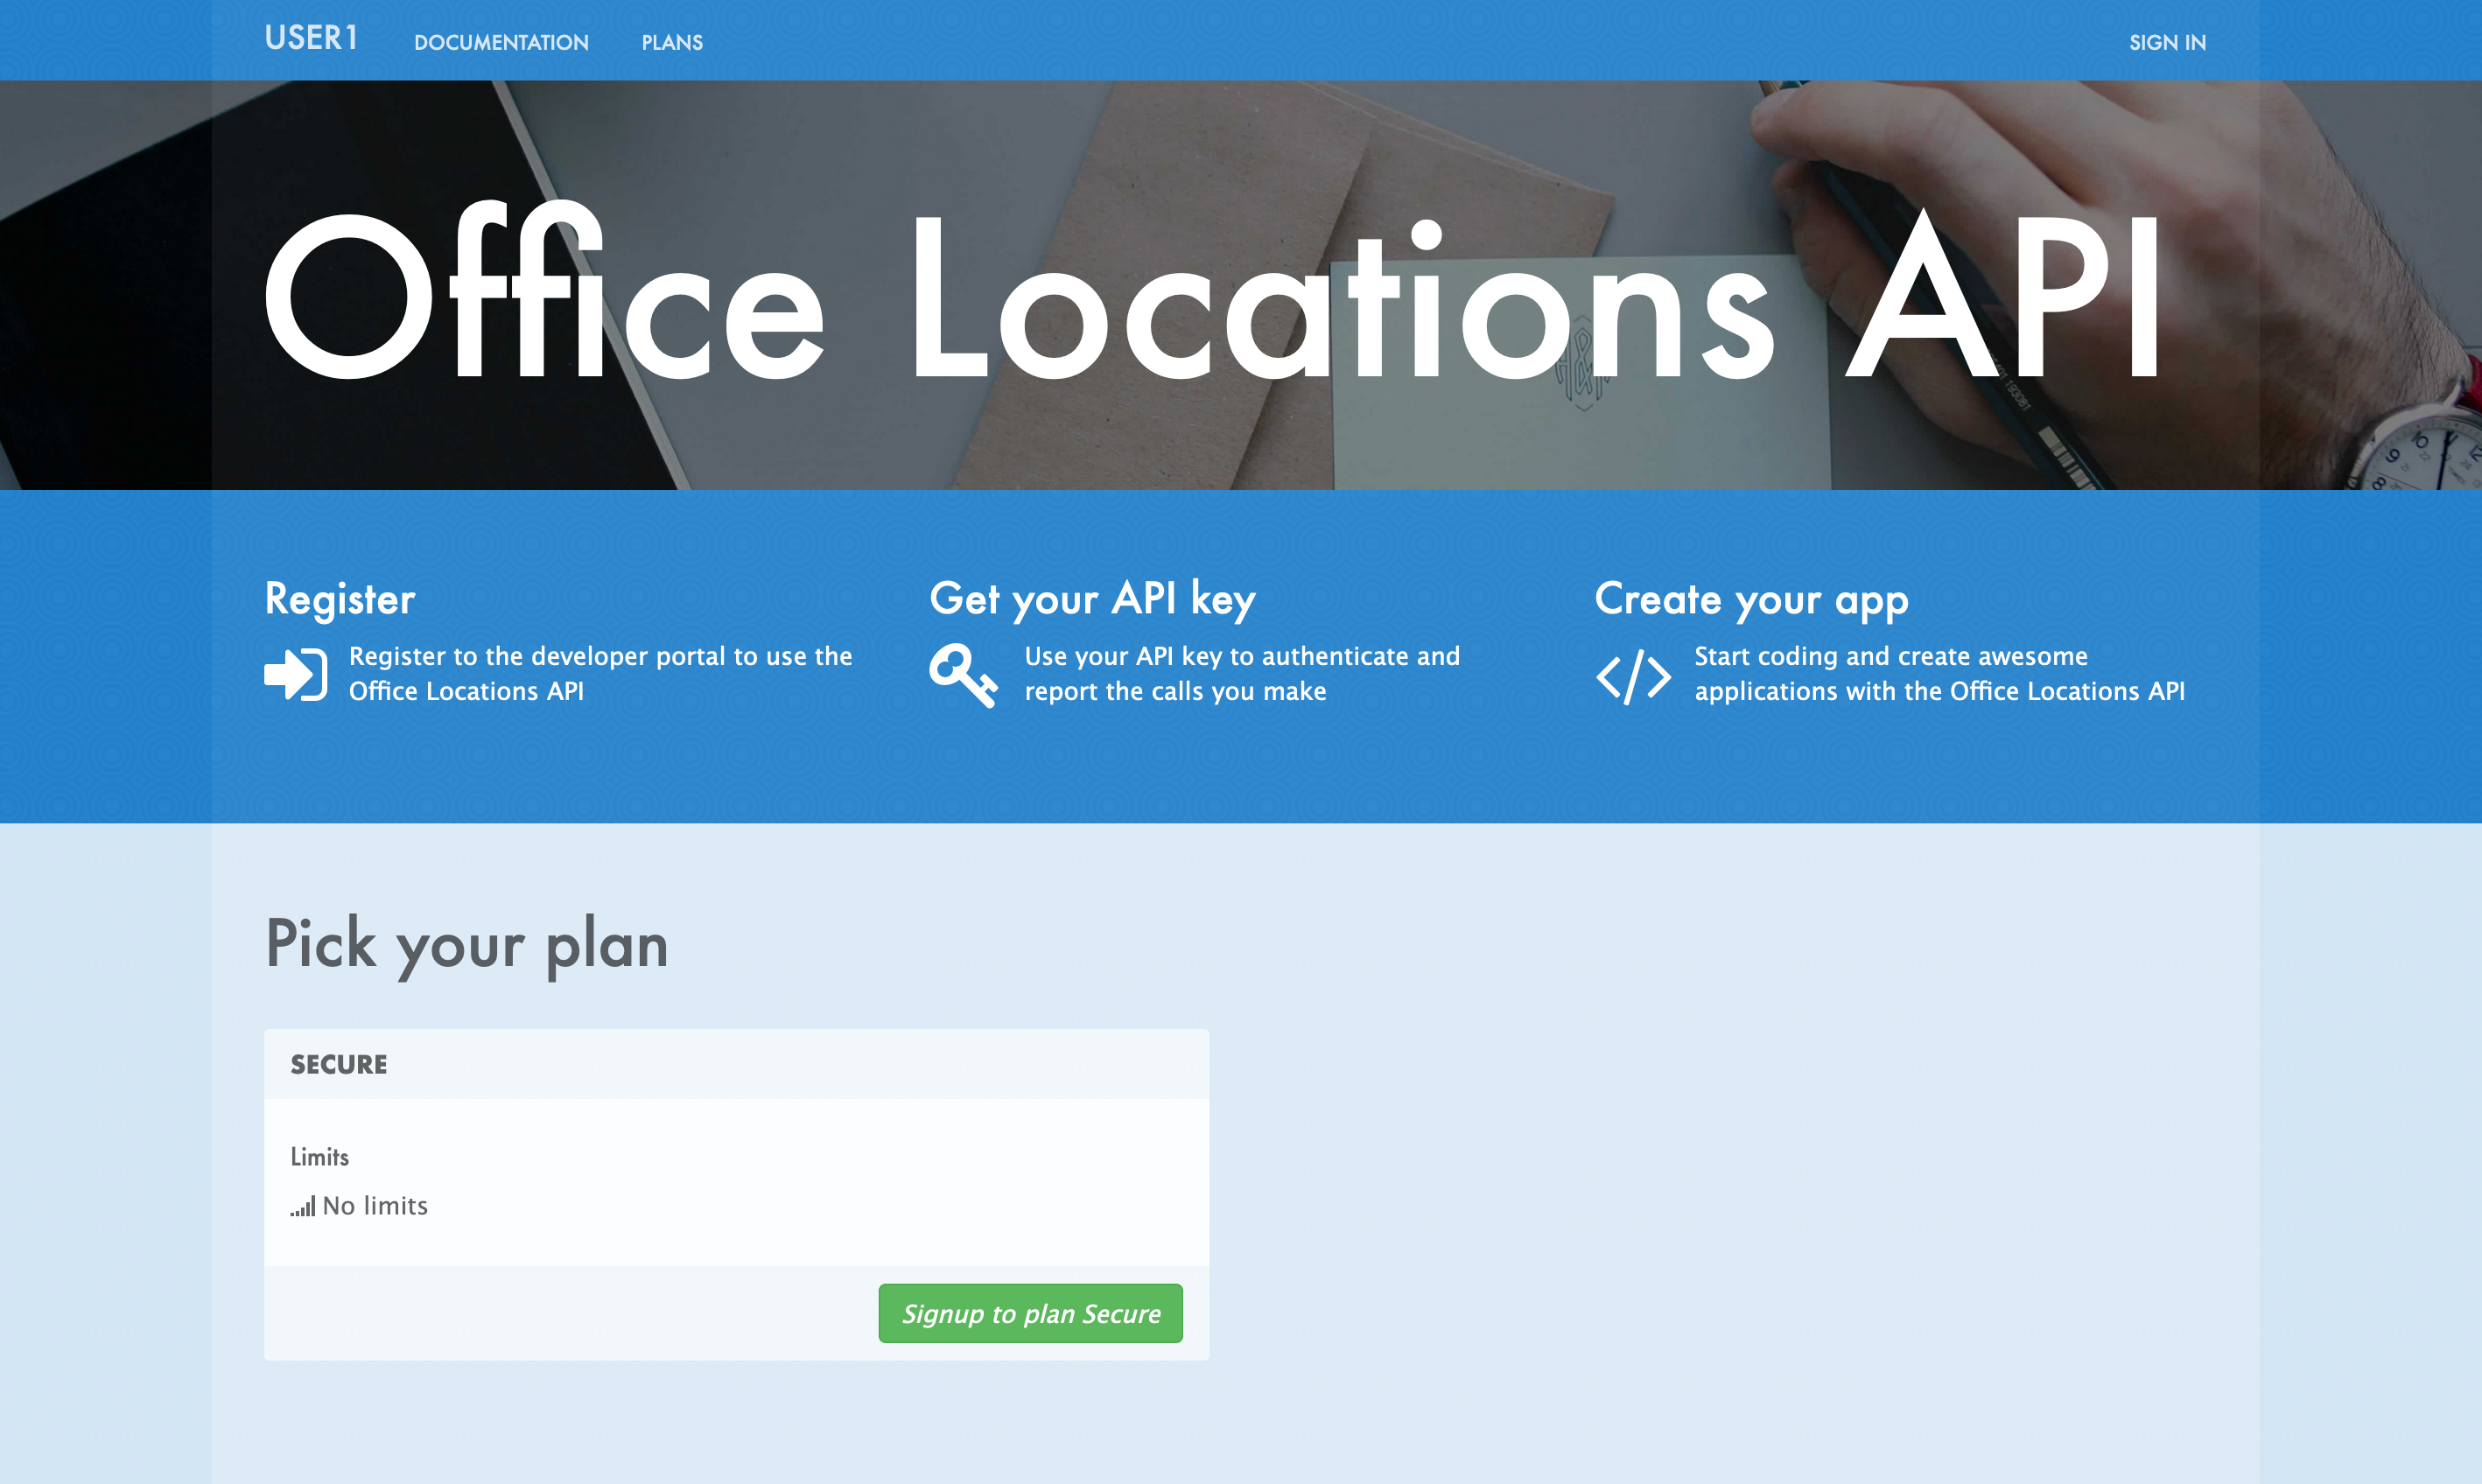 USER1 DOCUMENTATION PLANS SIGN IN
Office Locations API
Register
Register to the developer portal to use the
Office Locations API
Get your API key
Use your API key to authenticate and
report the calls you make
Create your app
Start coding and create awesome
applications with the Office Locations API
Pick your plan
SECURE
Limits
No limits
Signup to plan Secure